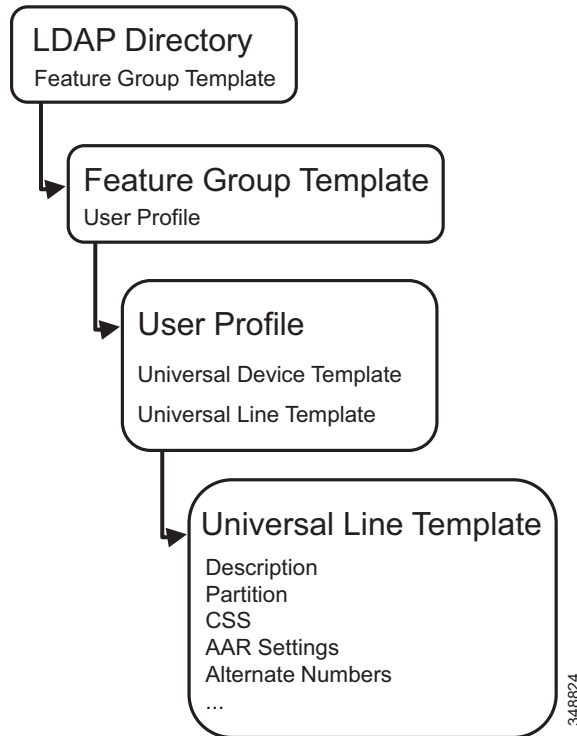 LDAP Directory
Feature Group Template
Feature Group Template
User Profile
User Profile
Universal Device Template
Universal Line Template
Universal Line Template
Description
Partition
CSS
AAR Settings
Alternate Numbers
...
348824